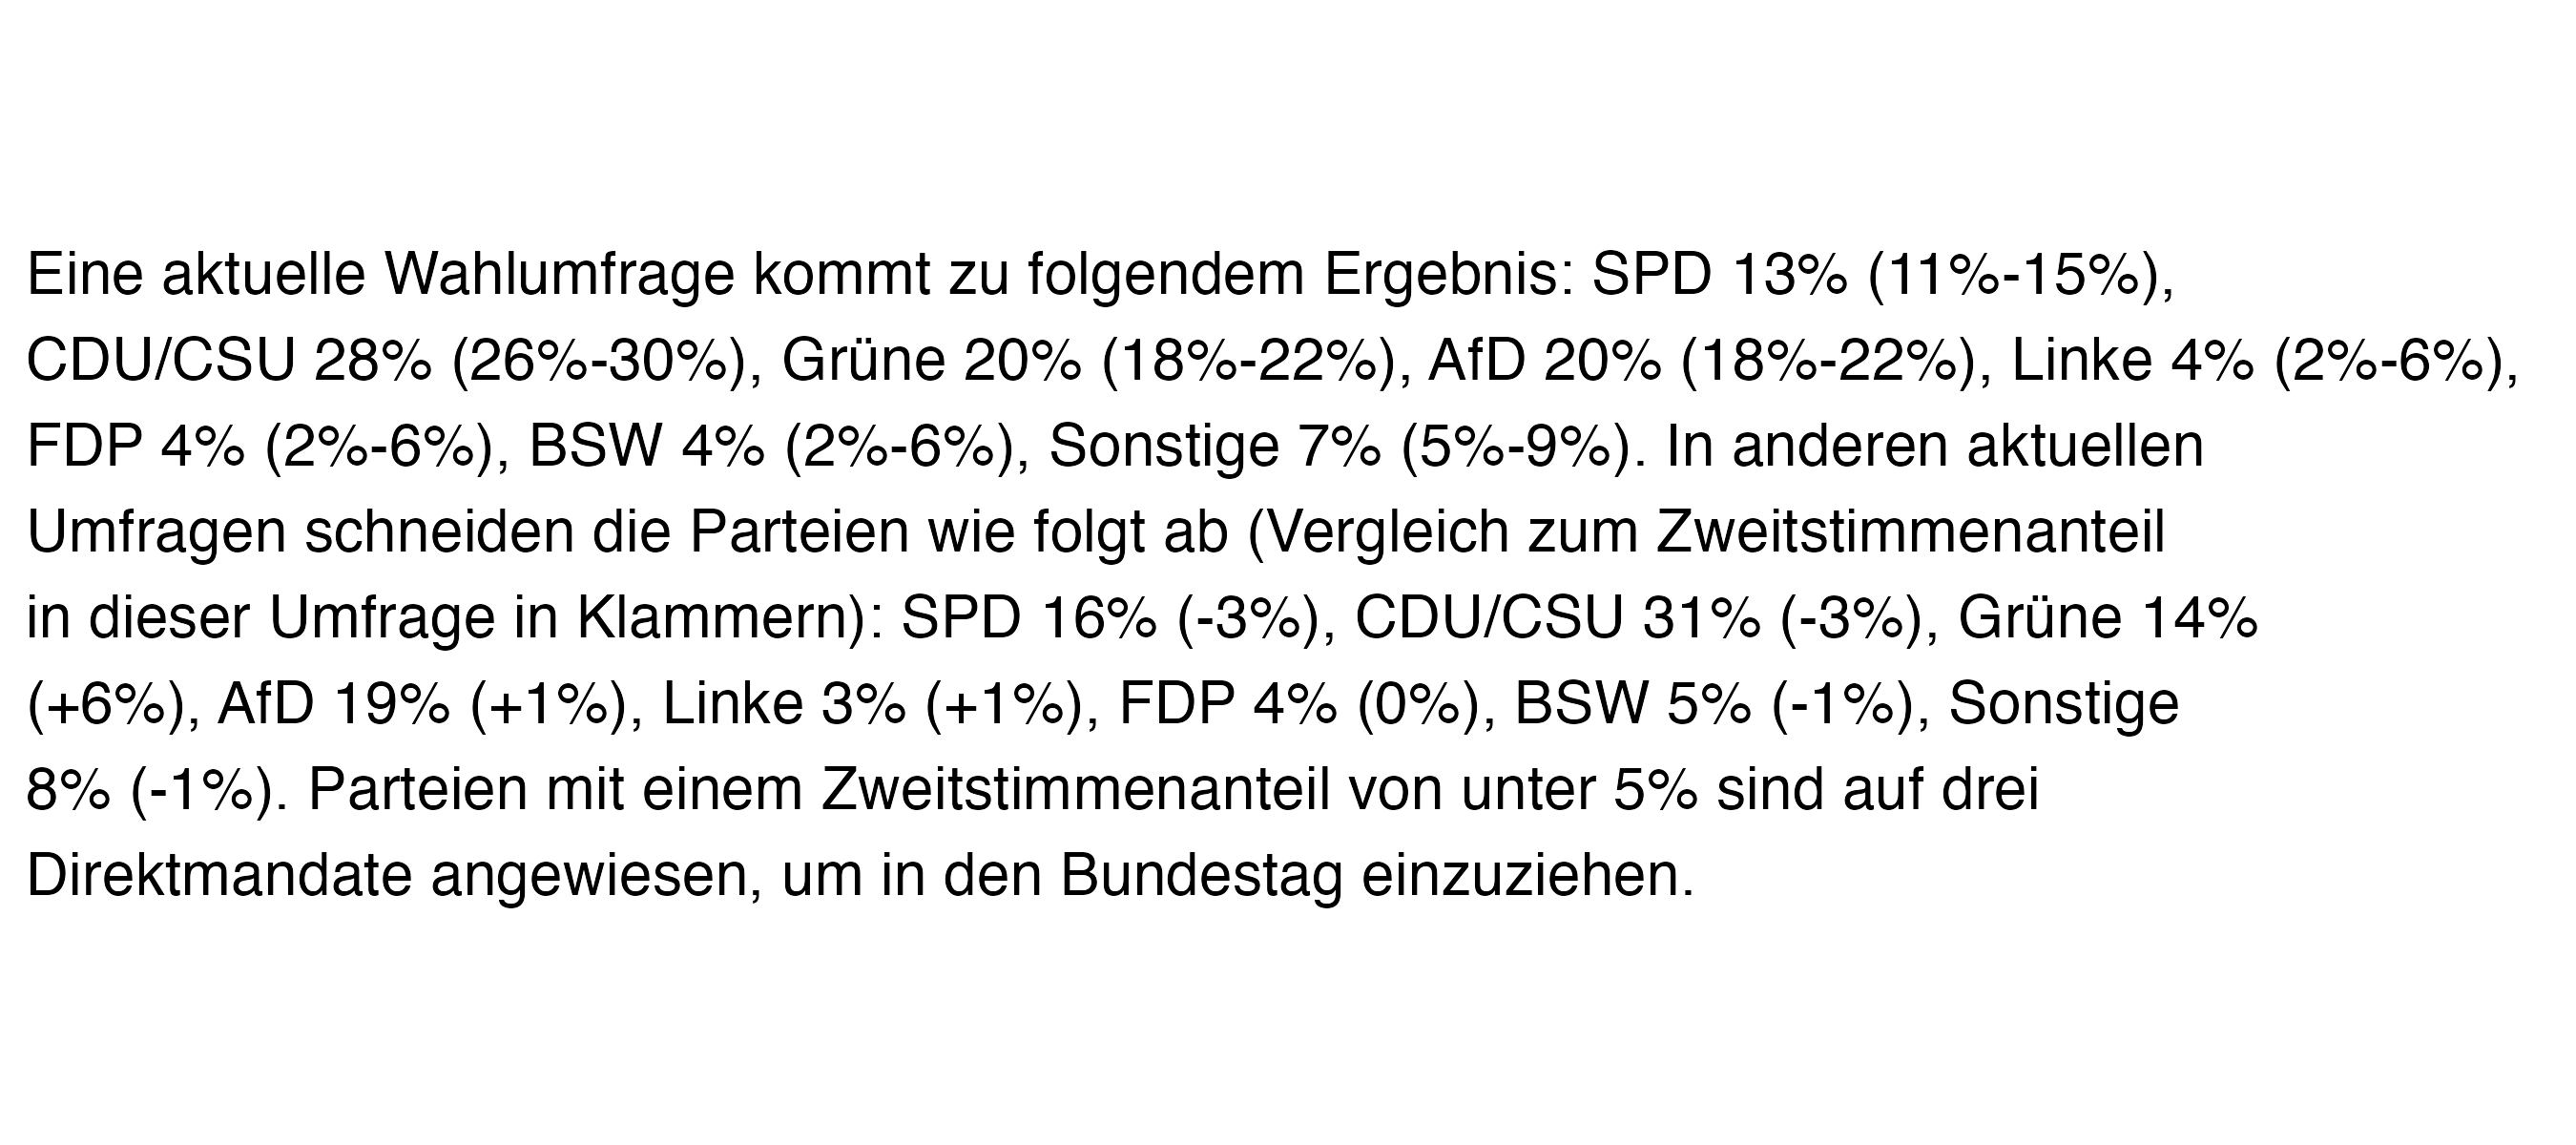 Eine aktuelle Wahlumfrage kommt zu folgendem Ergebnis: SPD 13% (11%-15%),
CDU/CSU 28% (26%-30%), Grüne 20% (18%-22%), AfD 20% (18%-22%), Linke 4% (2%-6%),
FDP 4% (2%-6%), BSW 4% (2%-6%), Sonstige 7% (5%-9%). In anderen aktuellen
Umfragen schneiden die Parteien wie folgt ab (Vergleich zum Zweitstimmenanteil
in dieser Umfrage in Klammern): SPD 16% (-3%), CDU/CSU 31% (-3%), Grüne 14%
(+6%), AfD 19% (+1%), Linke 3% (+1%), FDP 4% (0%), BSW 5% (-1%), Sonstige
8% (-1%). Parteien mit einem Zweitstimmenanteil von unter 5% sind auf drei
Direktmandate angewiesen, um in den Bundestag einzuziehen.